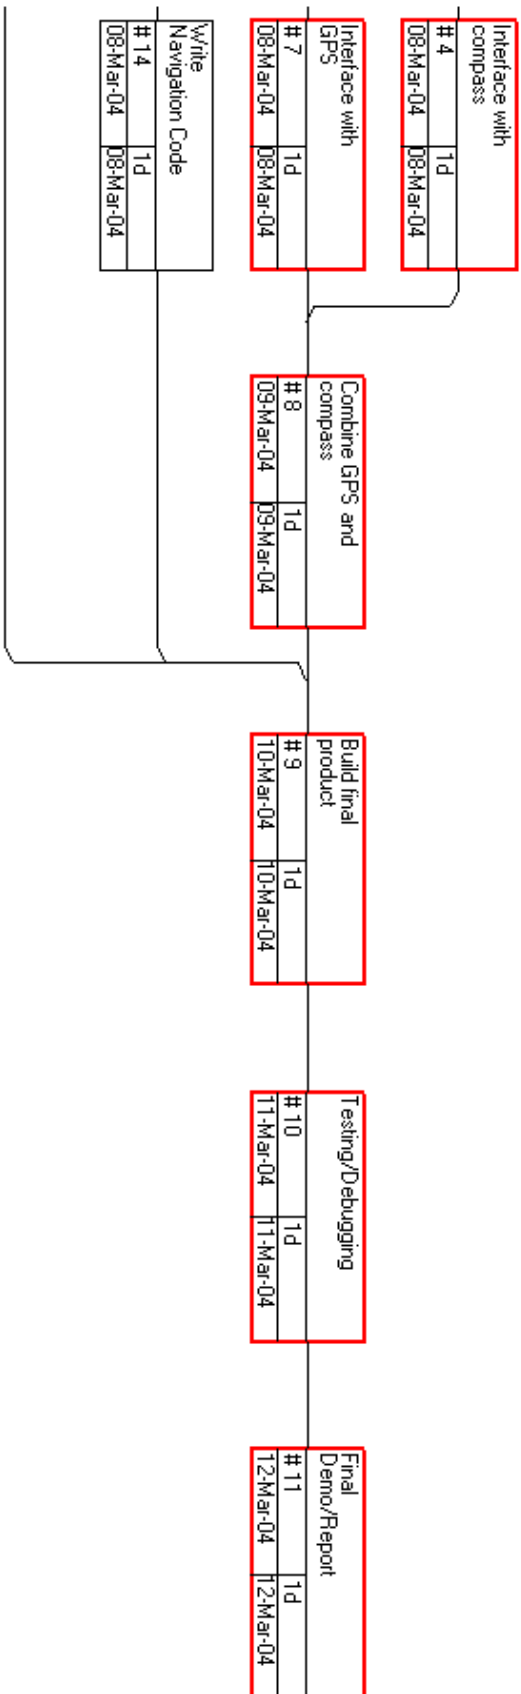 Interface with
compass
#4 1d
08-Mar-04 08-Mar-04
Interface with
GPS
#7 1d
08-Mar-04 08-Mar-04
Write
Navigation Code
#14 1d
08-Mar-04 08-Mar-04
Combine GPS and
compass
#8 1d
09-Mar-04 09-Mar-04
Build final
product
#9 1d
10-Mar-04 10-Mar-04
Testing/Debugging
#10 1d
11-Mar-04 11-Mar-04
Final
Demo/Report
#11 1d
12-Mar-04 12-Mar-04